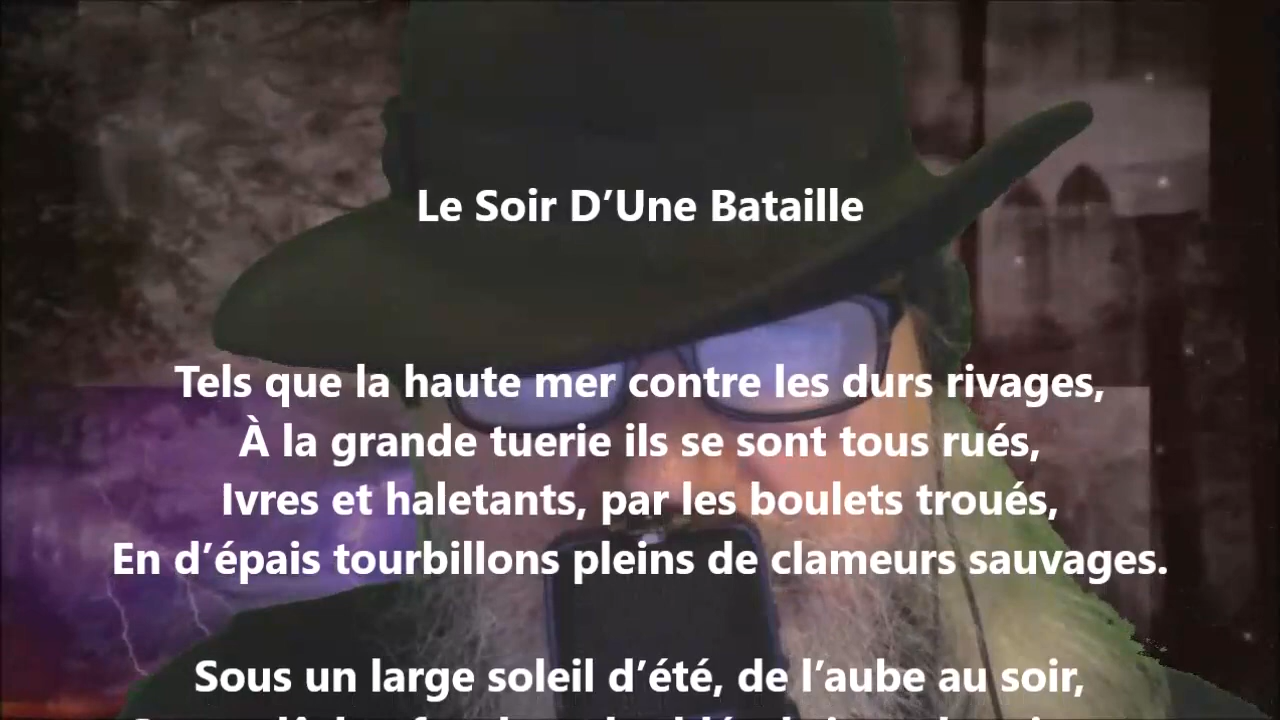 Le Soir D’Une Bataille
Tels que la haute mer contre les durs rivages,
À la grande tuerie ils se sont tous rués,
Ivres et haletants, par les boulets troués,
En d’épais tourbillons pleins de clameurs sauvages.
Sous un large soleil d’été, de l’aube au soir,